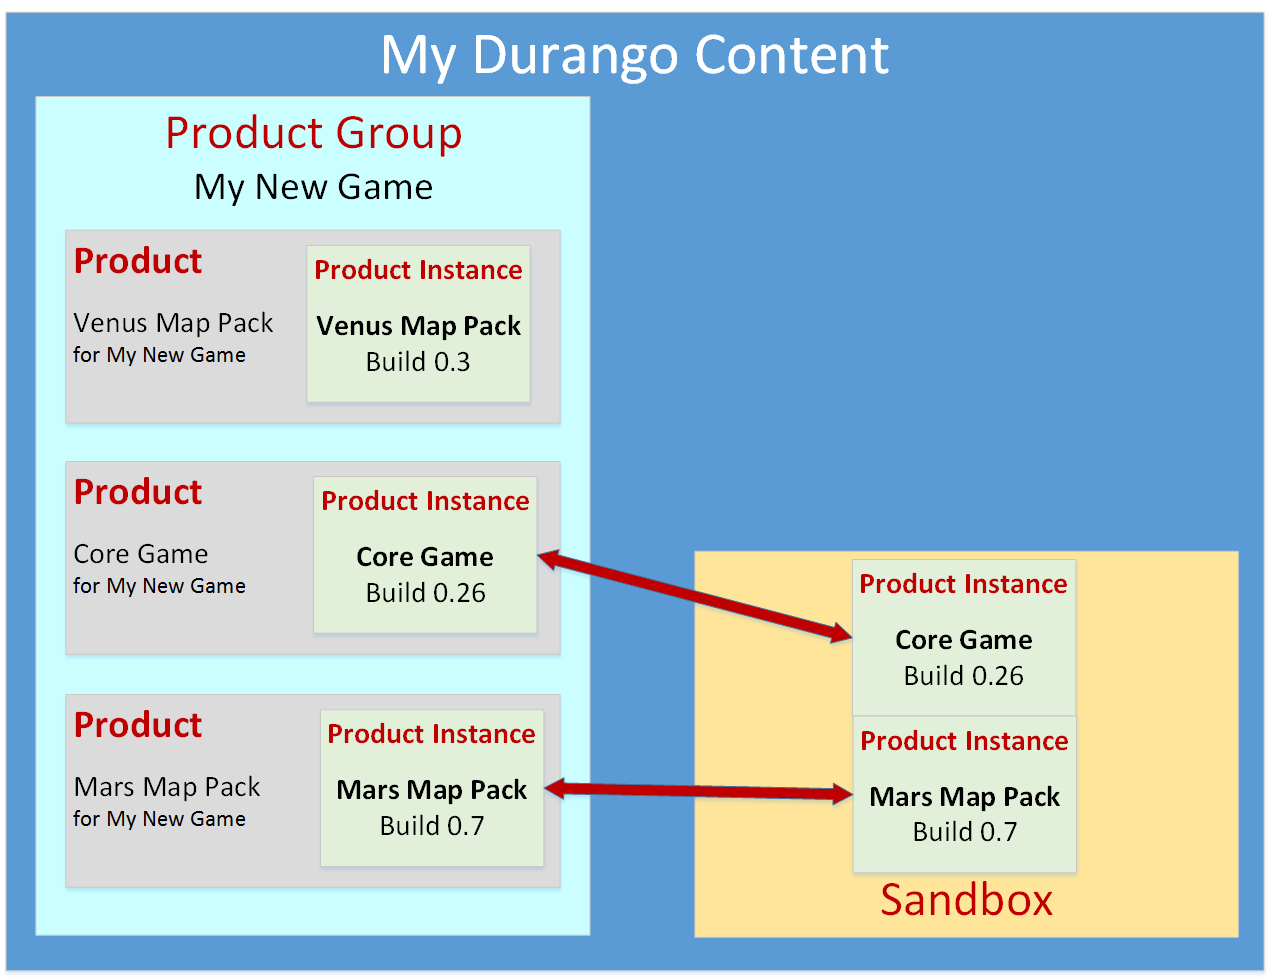 My Durango Content
Product Group
My New Game
Product
Venus Map Pack
for My New Game
Product Instance
Venus Map Pack
Build 0.3
Product
Core Game
for My New Game
Product Instance
Core Game
Build 0.26
Product
Mars Map Pack
for My New Game
Product Instance
Mars Map Pack
Build 0.7
Product Instance
Core Game
Build 0.26
Product Instance
Mars Map Pack
Build 0.7
Sandbox